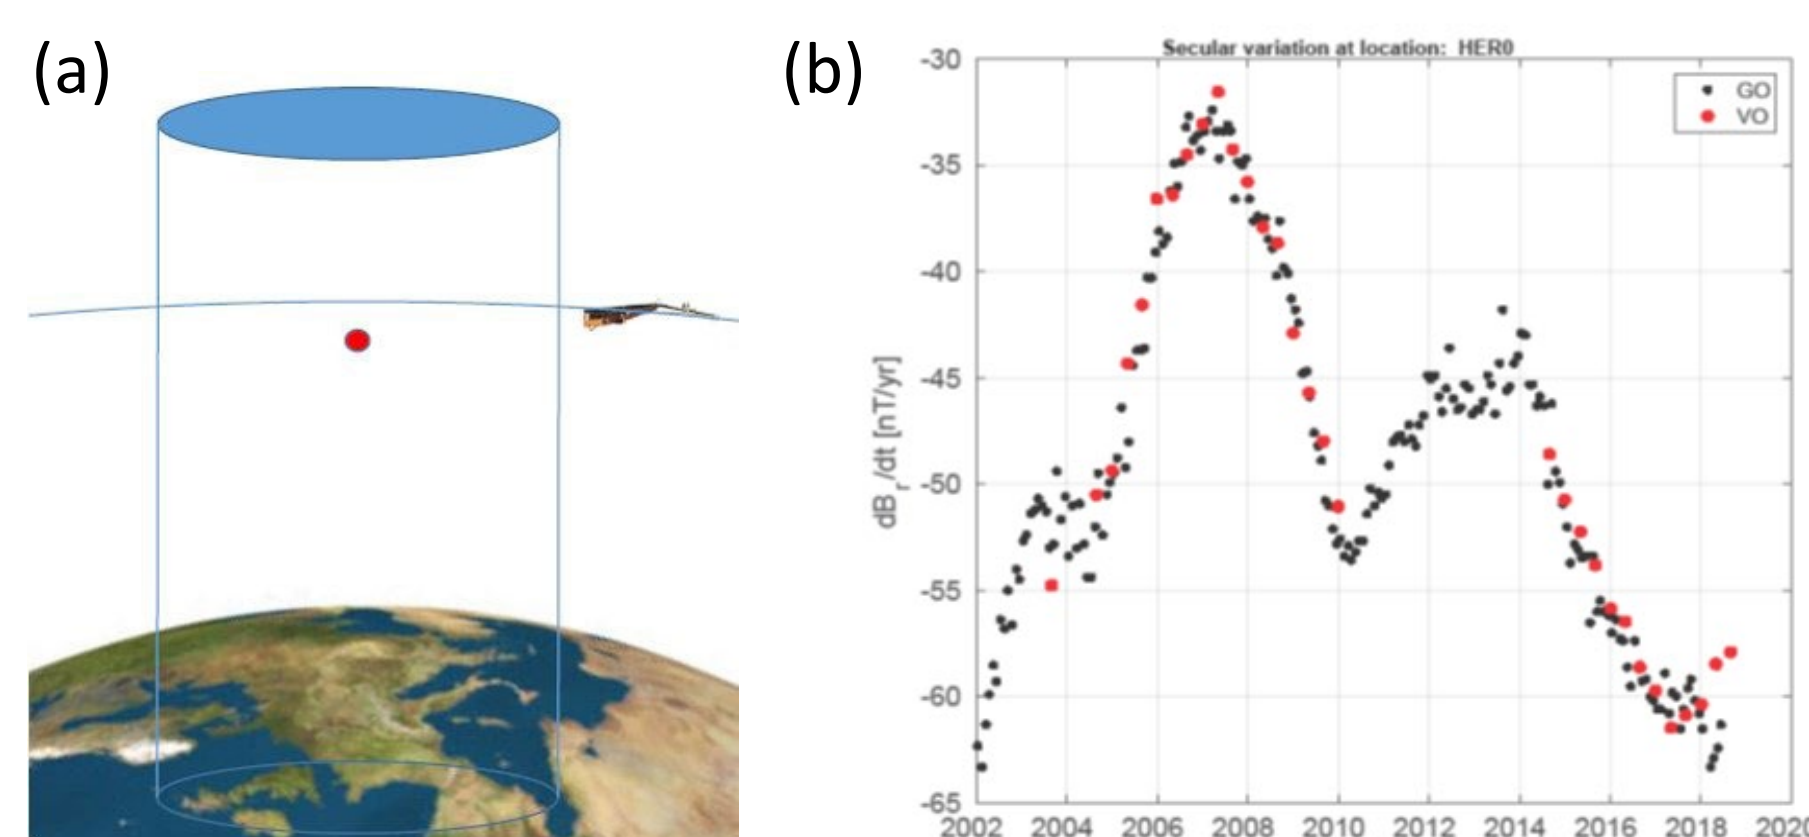 (a)
(b)
Secular variation at location: HER0
GO
VO
dB_r/dt [nT/yr]
-30
-35
-40
-45
-50
-55
-60
-65
2002 2004 2006 2008 2010 2012 2014 2016 2018 2020